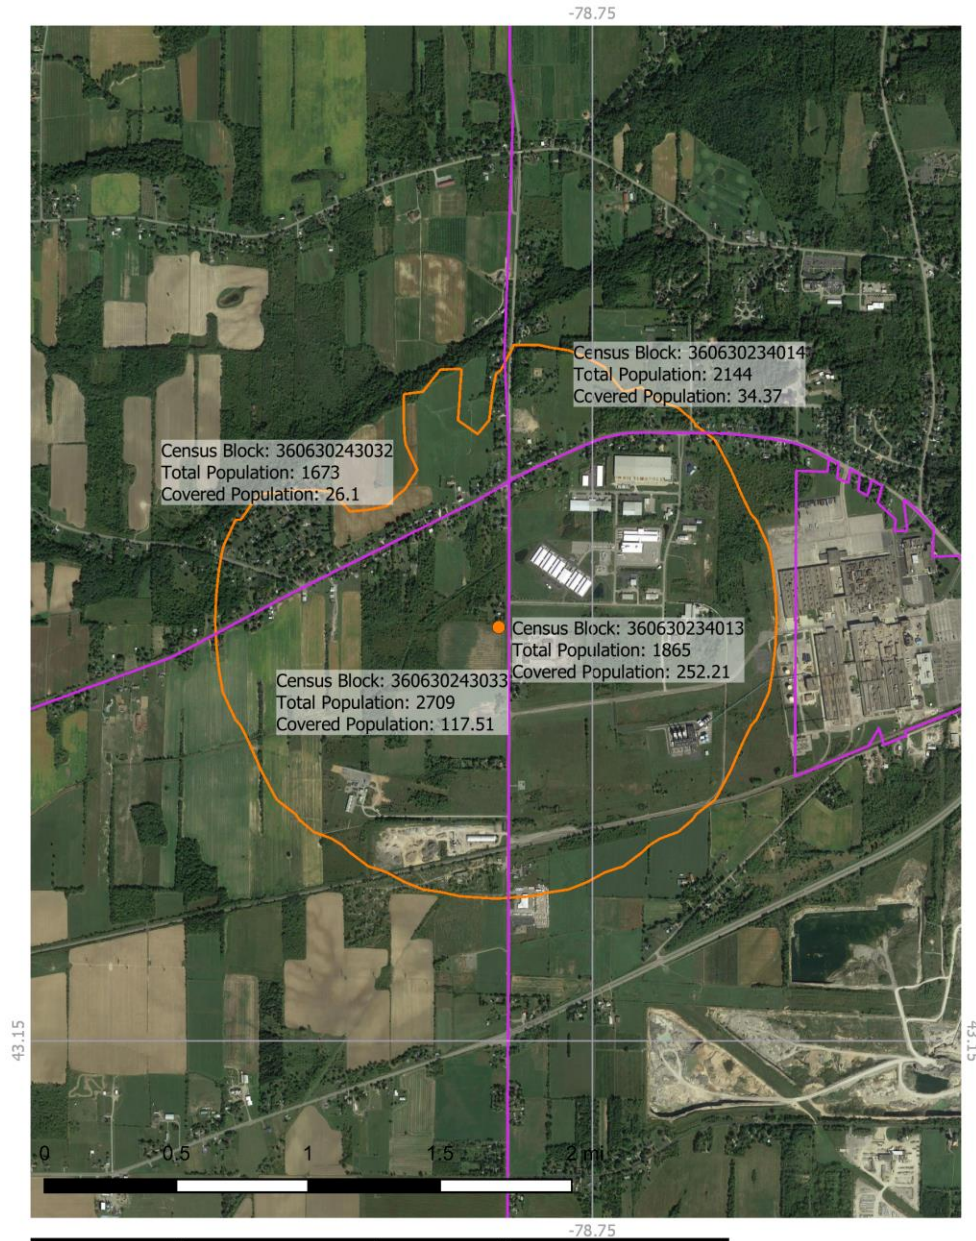 -78.75
Census Block: 360630234014
Total Population: 2144
Covered Population: 34.37
Census Block: 360630243032
Total Population: 1673
Covered Population: 26.1
Census Block: 360630234013
Total Population: 1865
Covered Population: 252.21
Census Block: 360630243033
Total Population: 2709
Covered Population: 117.51
43.15
43.15
0 0.5 1 1.5 2 mi
-78.75